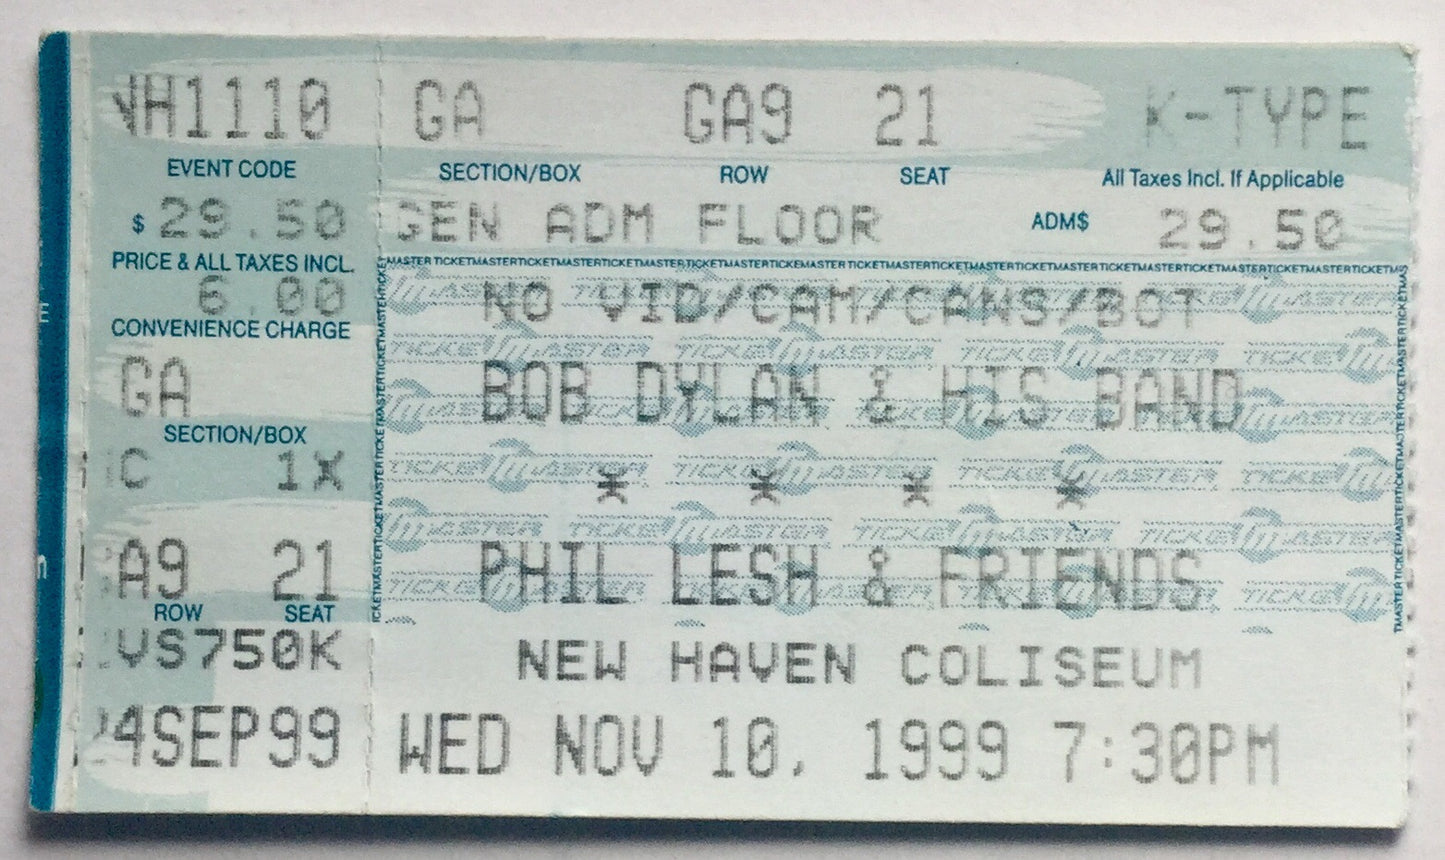 NH1110 GA GA9 21 K-TYPE
EVENT CODE SECTION/BOX ROW SEAT All Taxes Incl. If Applicable
$ 29.50 GEN ADM FLOOR ADM$ 29.50
PRICE & ALL TAXES INCL.
6.00 NO VID/CAM/CANS/BOT
CONVENIENCE CHARGE
GA BOB DYLAN & HIS BAND
SECTION/BOX
C 1X * * * *
A9 21 PHIL LESH & FRIENDS
ROW SEAT
VS750K NEW HAVEN COLISEUM
4SEP99 WED NOV 10, 1999 7:30PM